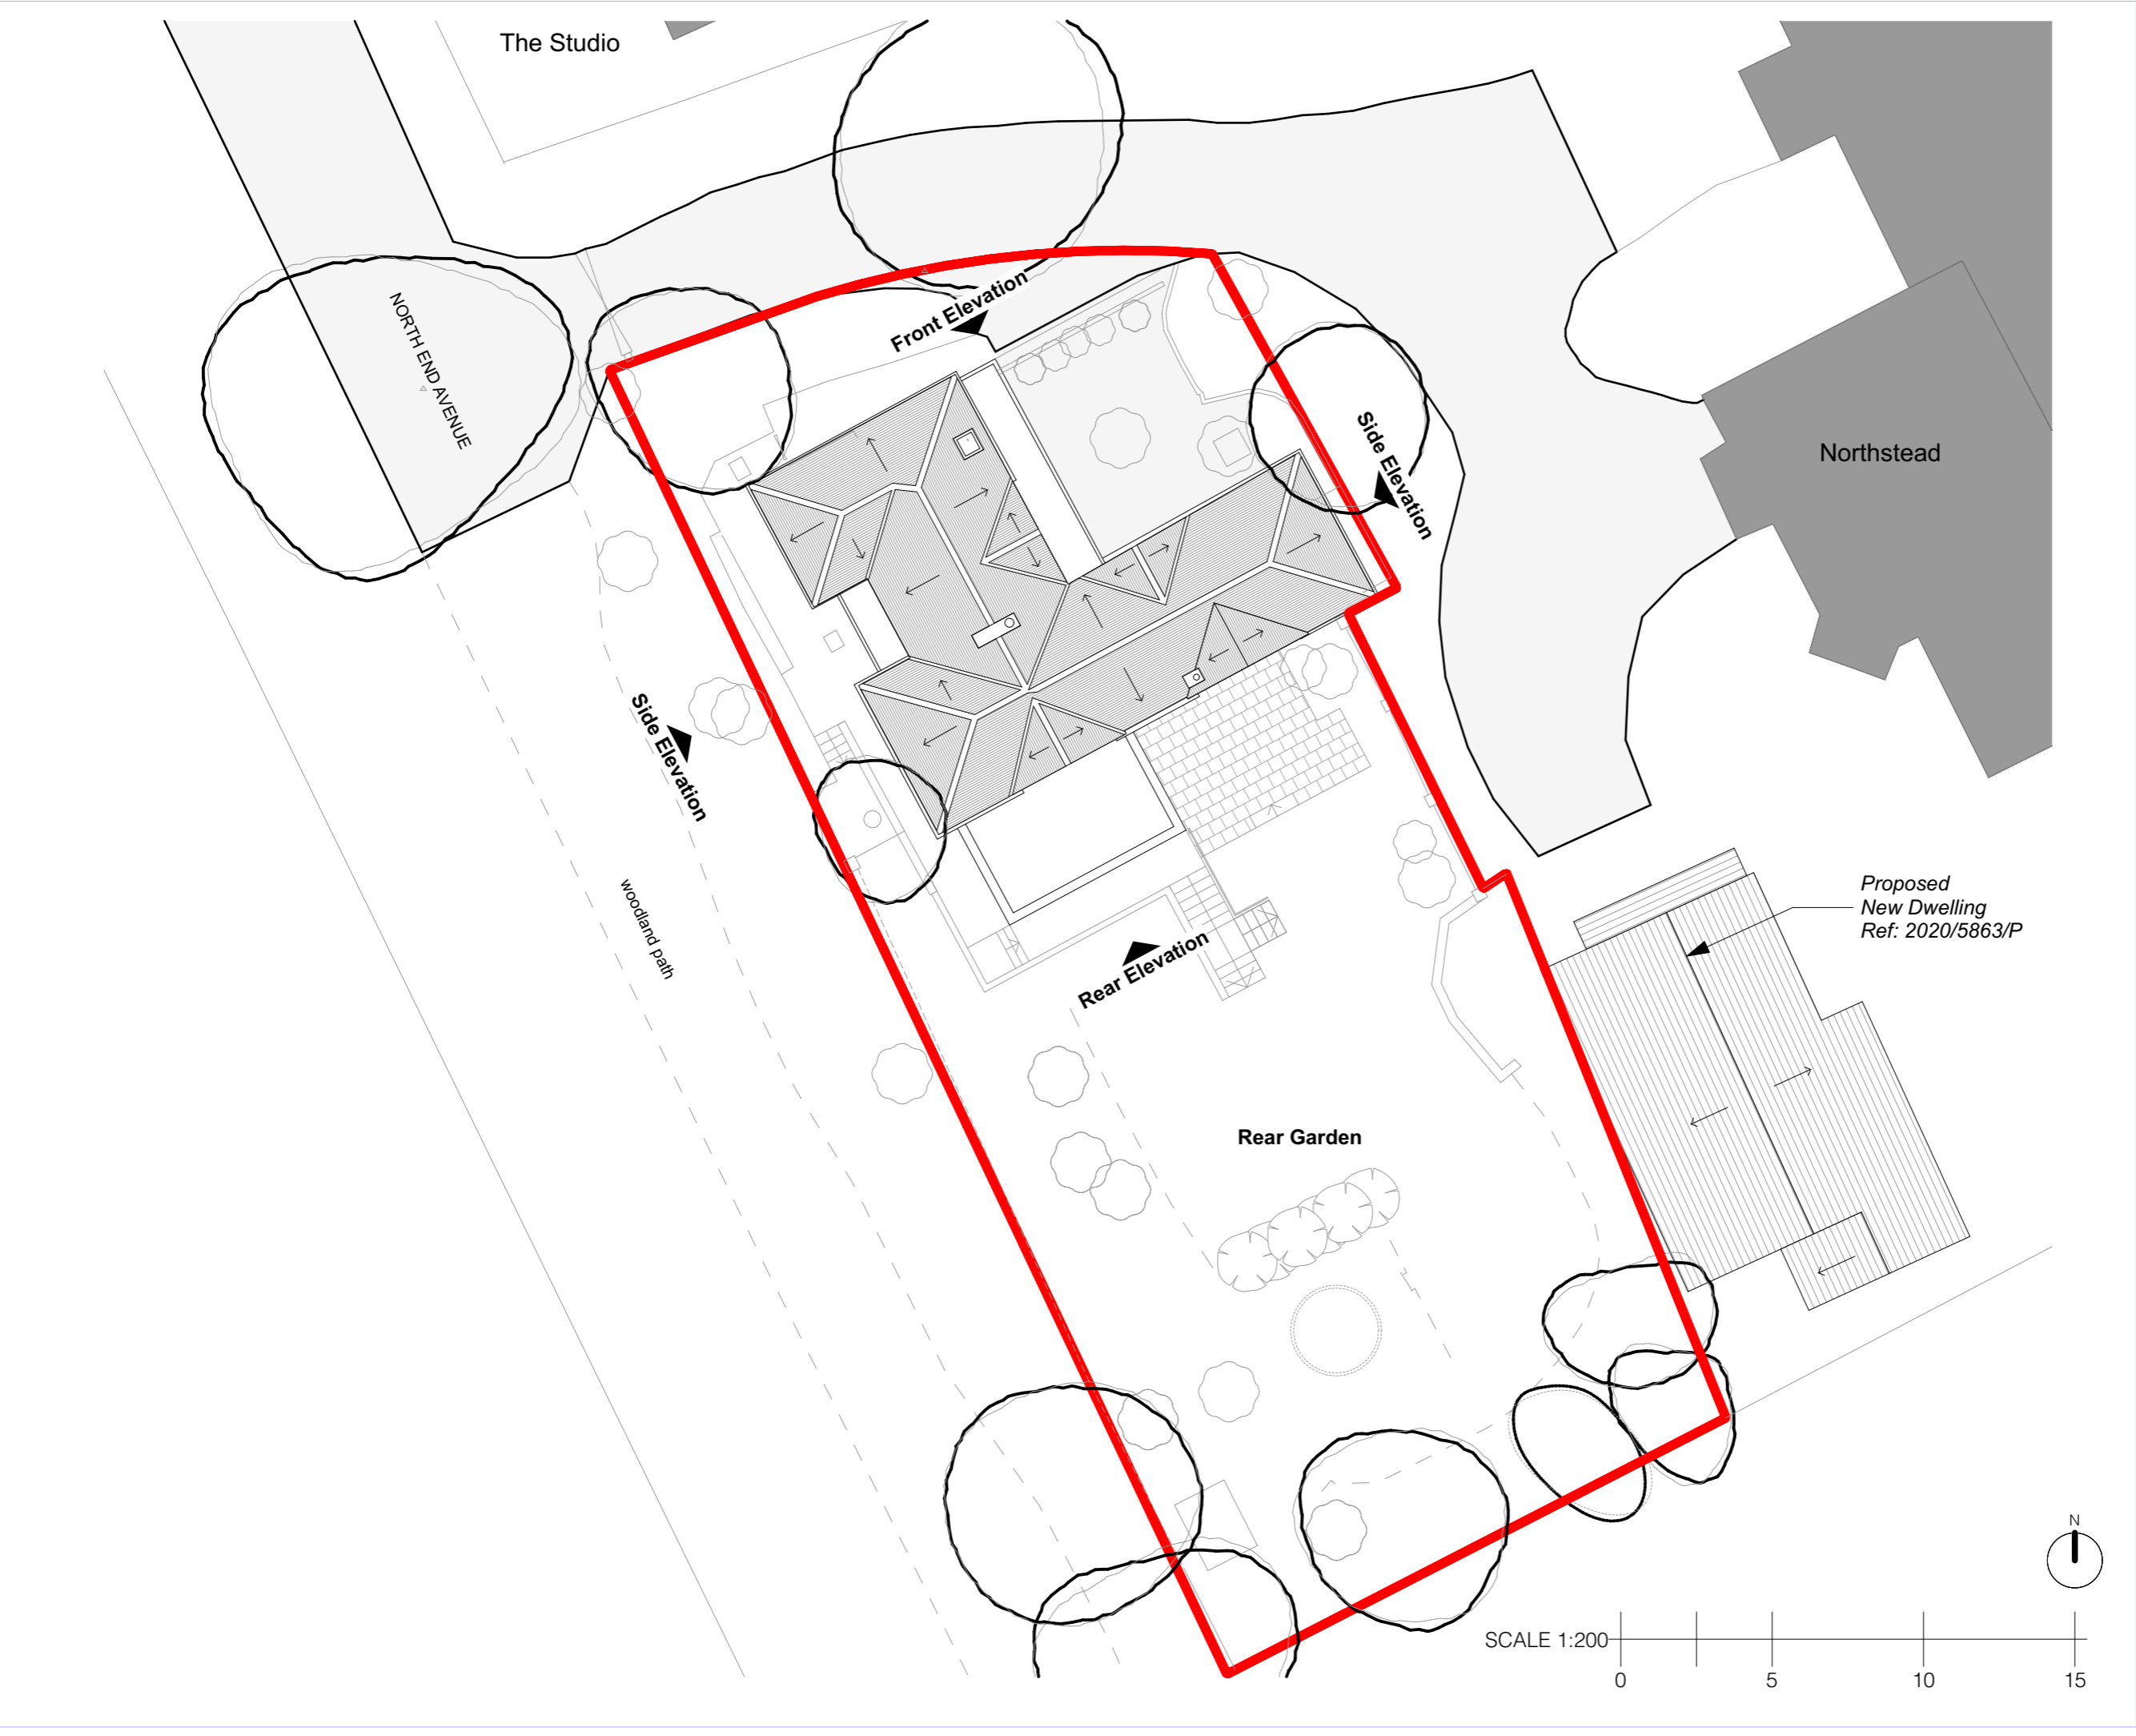 The Studio
NORTH END AVENUE
Front Elevation
Side Elevation
Northstead
Side Elevation
woodland path
Proposed
New Dwelling
Ref: 2020/5863/P
Rear Elevation
Rear Garden
N
SCALE 1:200
0 5 10 15